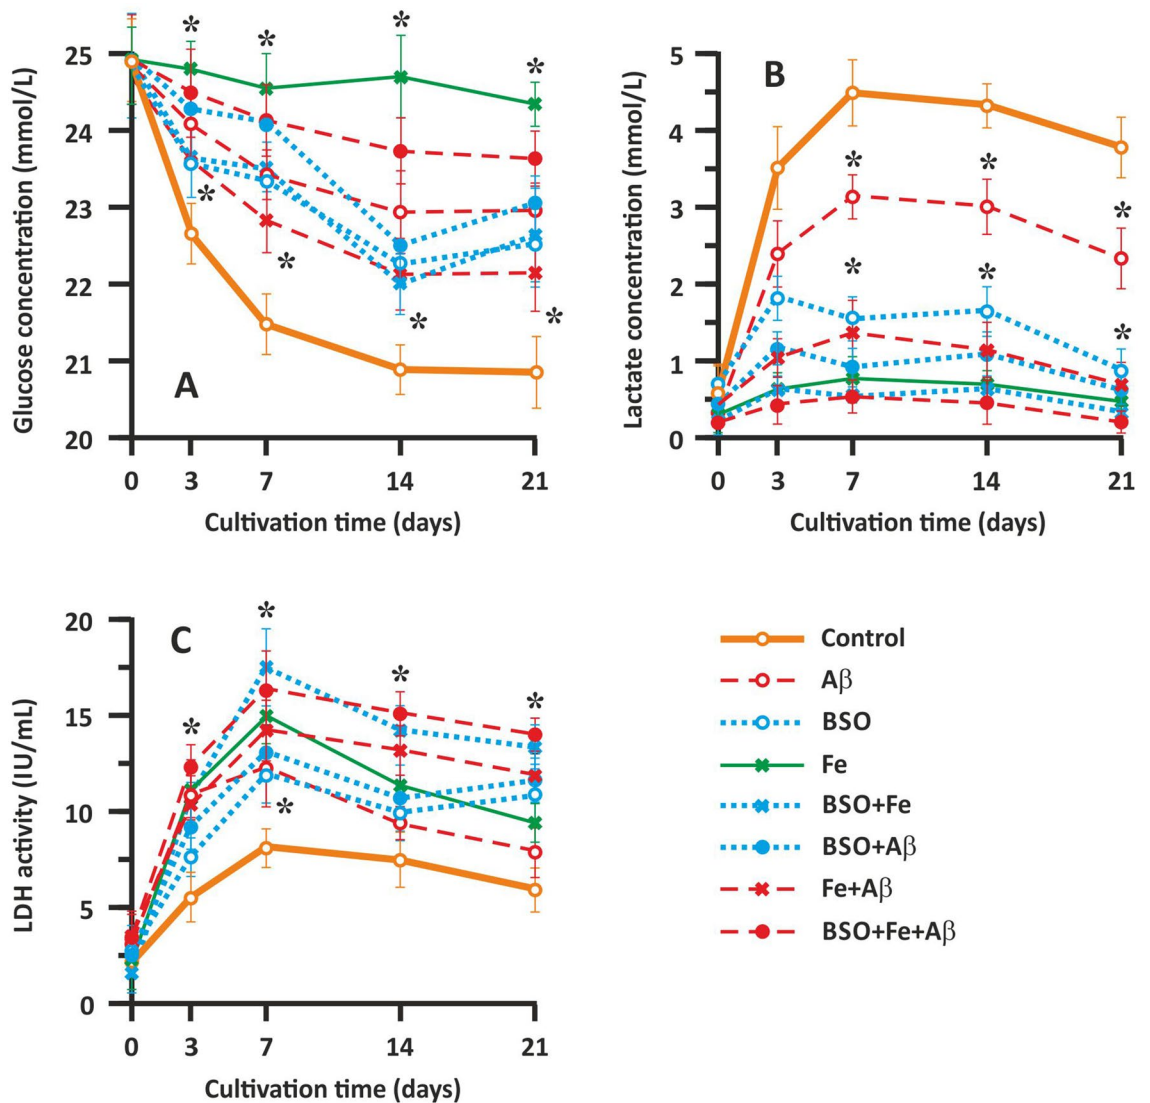 Glucose concentration (mmol/L)
25
24
23
22
21
20
* * * *
*
*
*
*
A
0 3 7 14 21
Cultivation time (days)
Lactate concentration (mmol/L)
5
4
3
2
1
0
B
* * *
* * *
0 3 7 14 21
Cultivation time (days)
LDH activity (IU/mL)
20
15
10
5
0
C
* * * *
*
0 3 7 14 21
Cultivation time (days)
Control
Aβ
BSO
Fe
BSO+Fe
BSO+Aβ
Fe+Aβ
BSO+Fe+Aβ